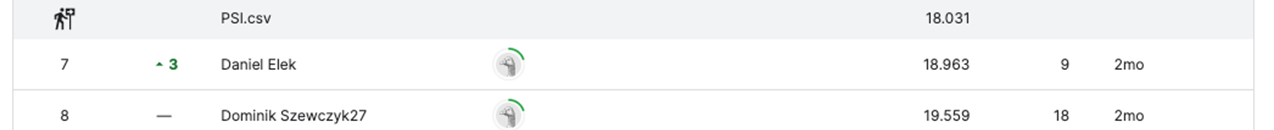 PSI.csv 18.031
7 3 Daniel Elek 18.963 9 2mo
8 — Dominik Szewczyk27 19.559 18 2mo